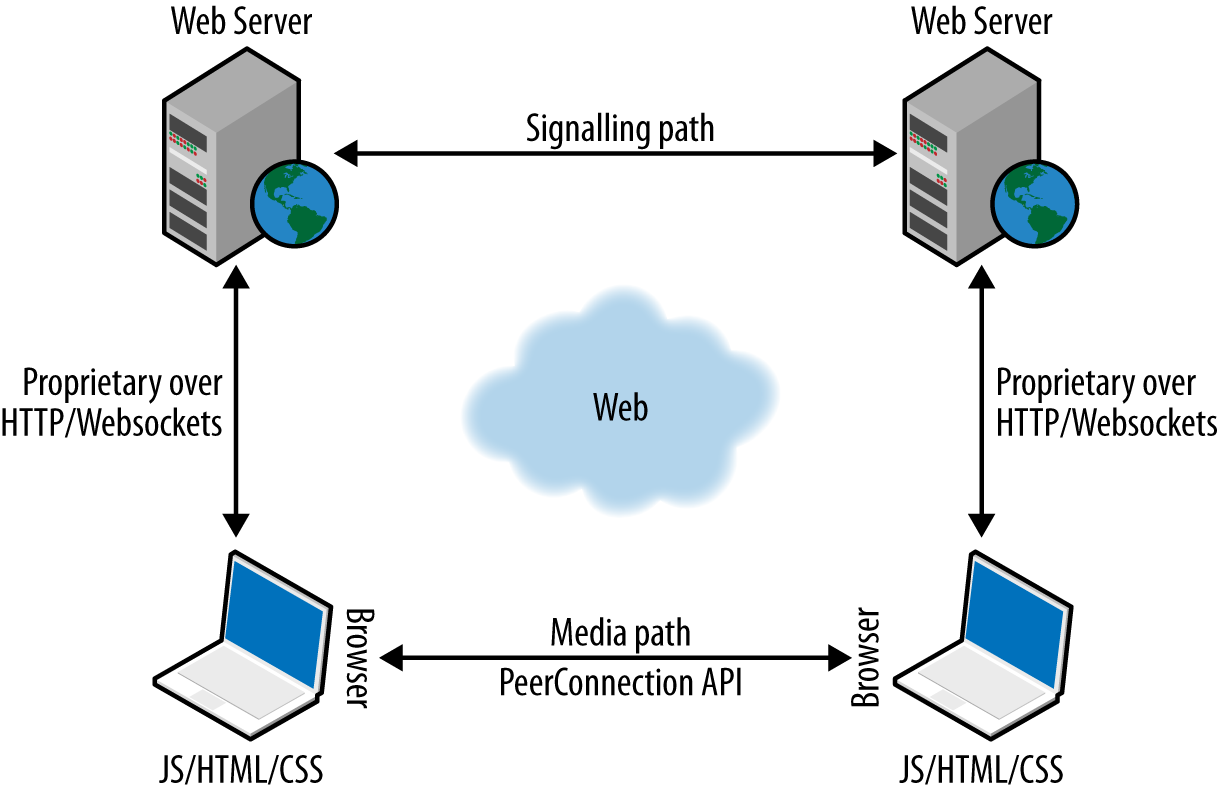 Web Server
Web Server
Signalling path
Proprietary over
HTTP/Websockets
Web
Proprietary over
HTTP/Websockets
Browser
Media path
PeerConnection API
Browser
JS/HTML/CSS
JS/HTML/CSS